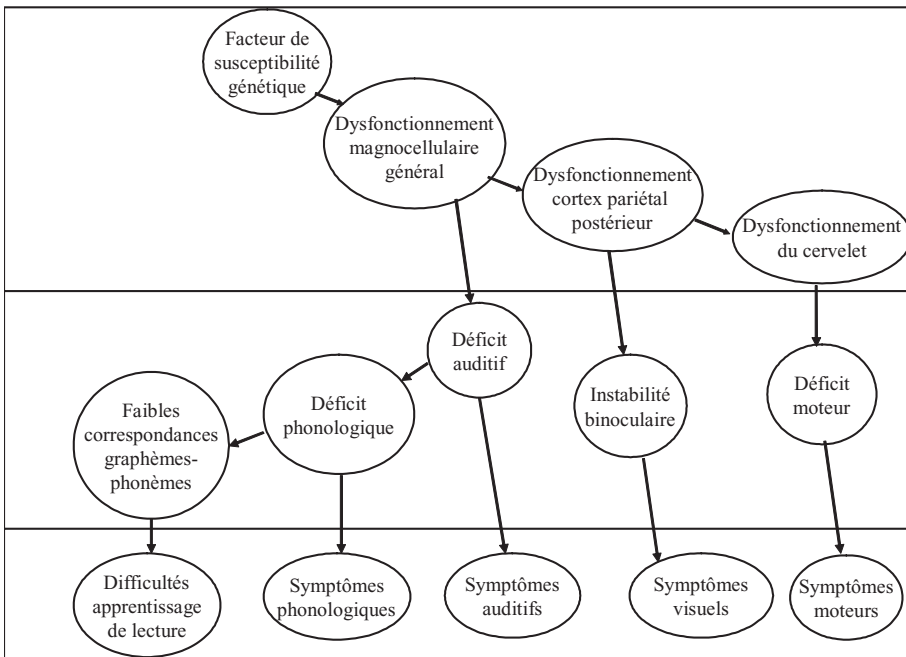 Facteur de
susceptibilité
génétique
Dysfonctionnement
magnocellulaire
général
Dysfonctionnement
cortex pariétal
postérieur
Dysfonctionnement
du cervelet
Déficit
auditif
Déficit
phonologique
Faibles
correspondances
graphèmes-
phonèmes
Instabilité
binoculaire
Déficit
moteur
Difficultés
apprentissage
de lecture
Symptômes
phonologiques
Symptômes
auditifs
Symptômes
visuels
Symptômes
moteurs